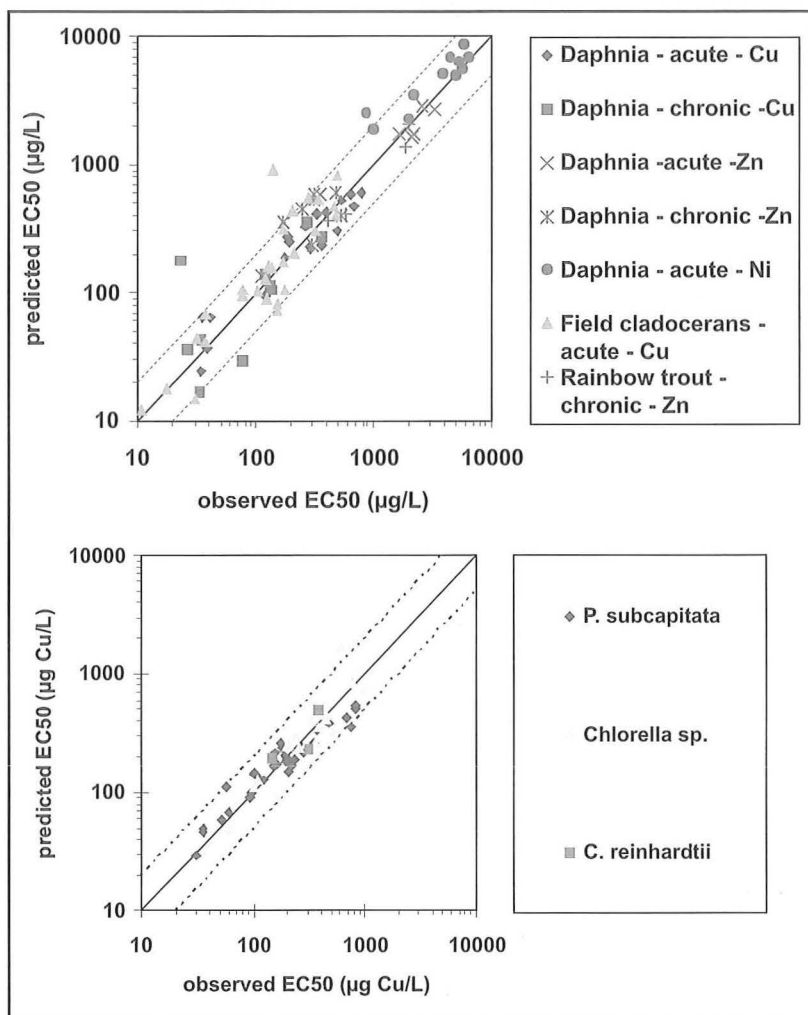 10000
1000
100
10
predicted EC50 (µg/L)
10 100 1000 10000
observed EC50 (µg/L)
Daphnia - acute - Cu
Daphnia - chronic -Cu
Daphnia -acute -Zn
Daphnia - chronic -Zn
Daphnia - acute - Ni
Field cladocerans -
acute - Cu
Rainbow trout -
chronic - Zn
10000
1000
100
10
predicted EC50 (µg Cu/L)
10 100 1000 10000
observed EC50 (µg Cu/L)
P. subcapitata
Chlorella sp.
C. reinhardtii